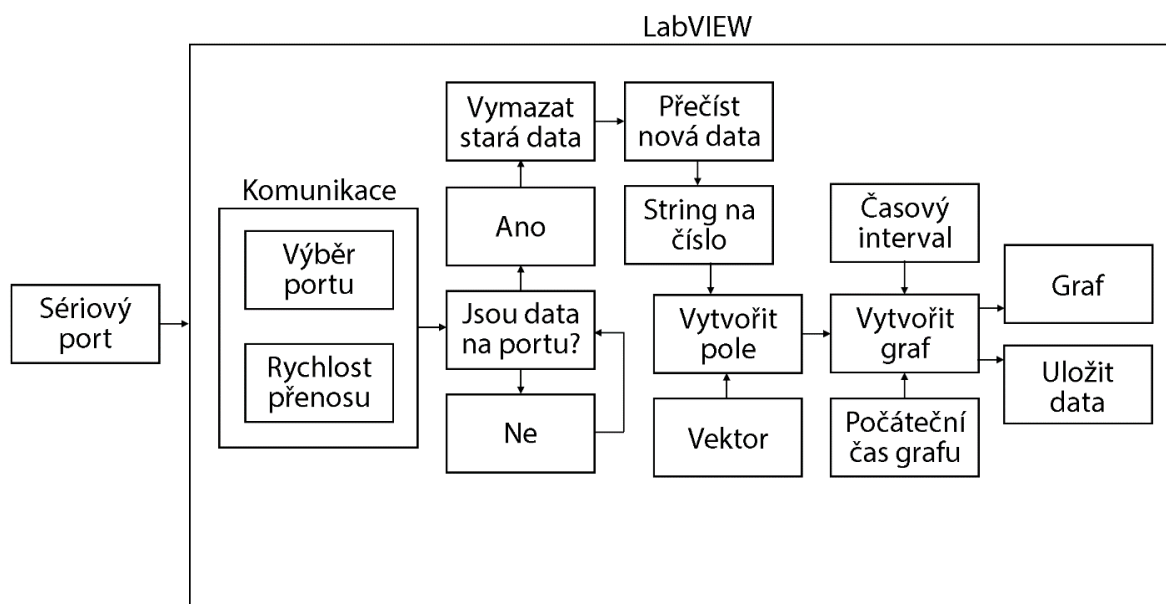 LabVIEW
Sériový
port
Komunikace
Výběr
portu
Rychlost
přenosu
Vymazat
stará data
Ano
Jsou data
na portu?
Ne
Přečíst
nová data
String na
číslo
Vytvořit
pole
Vektor
Časový
interval
Vytvořit
graf
Počáteční
čas grafu
Graf
Uložit
data